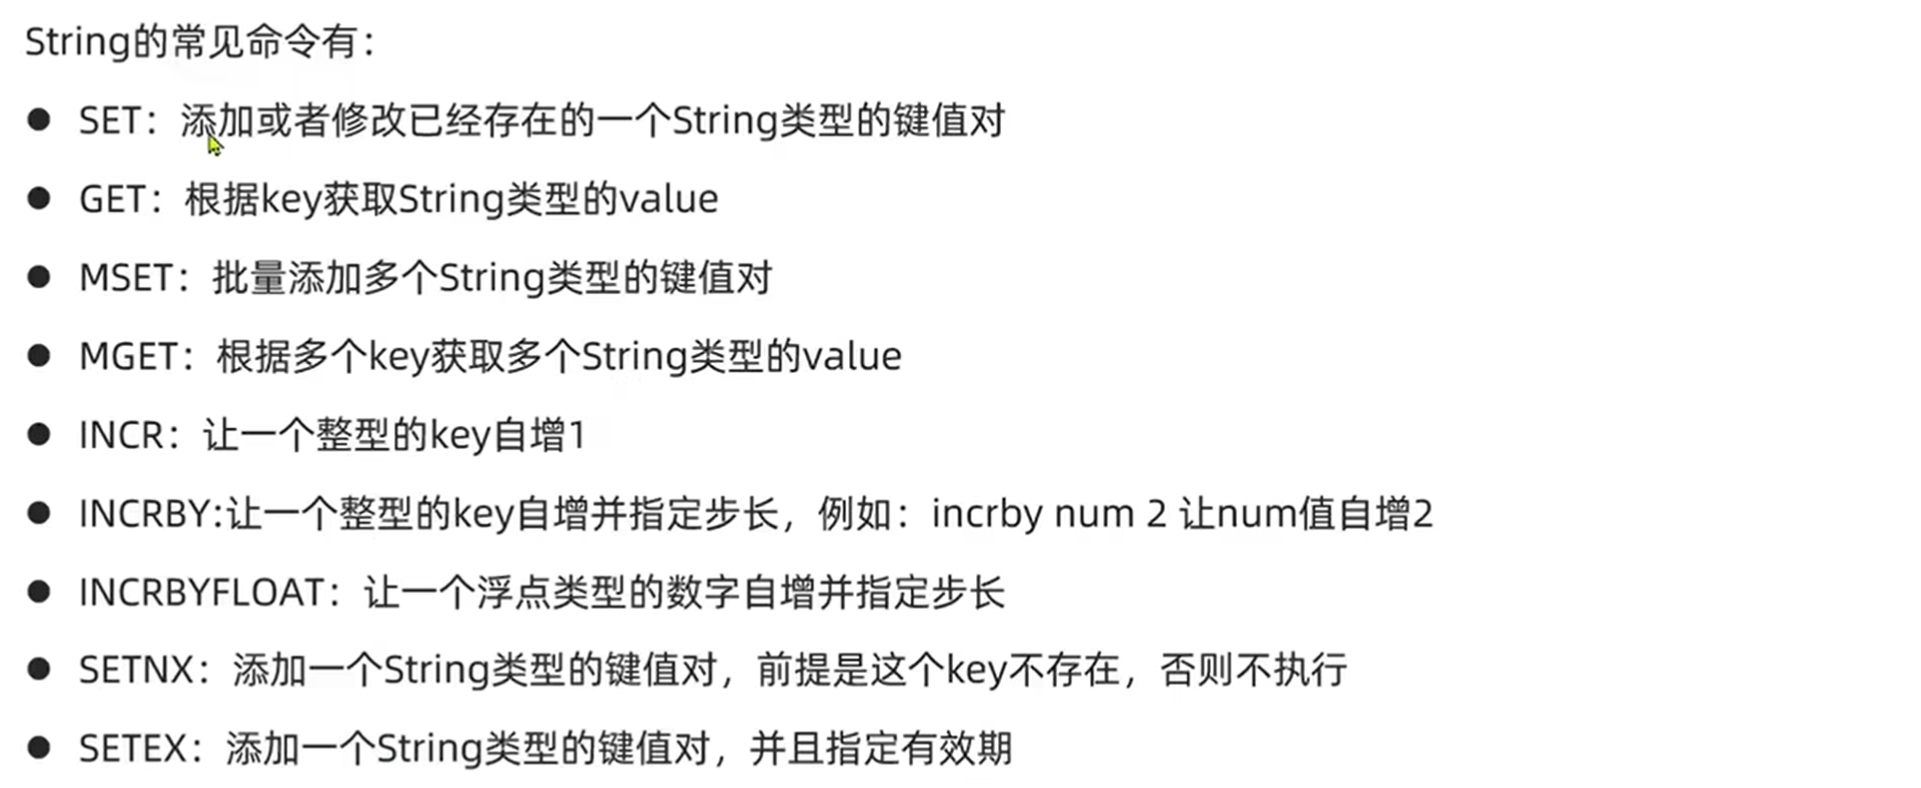 String的常见命令有：
● SET：添加或者修改已经存在的一个String类型的键值对
● GET：根据key获取String类型的value
● MSET：批量添加多个String类型的键值对
● MGET：根据多个key获取多个String类型的value
● INCR：让一个整型的key自增1
● INCRBY:让一个整型的key自增并指定步长，例如：incrby num 2 让num值自增2
● INCRBYFLOAT：让一个浮点类型的数字自增并指定步长
● SETNX：添加一个String类型的键值对，前提是这个key不存在，否则不执行
● SETEX：添加一个String类型的键值对，并且指定有效期